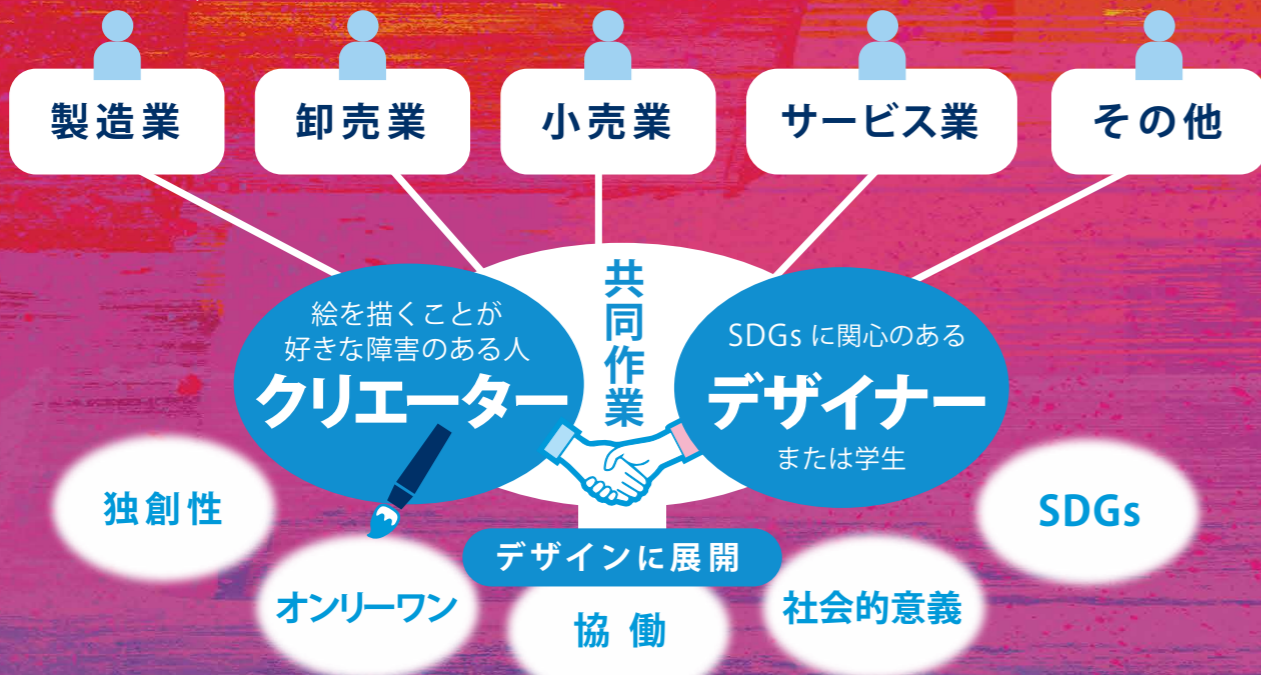 製造業
卸売業
小売業
サービス業
その他
共同作業
絵を描くことが
好きな障害のある人
クリエーター
SDGs に関心のある
デザイナー
または学生
独創性
オンリーワン
デザインに展開
協働
社会的意義
SDGs